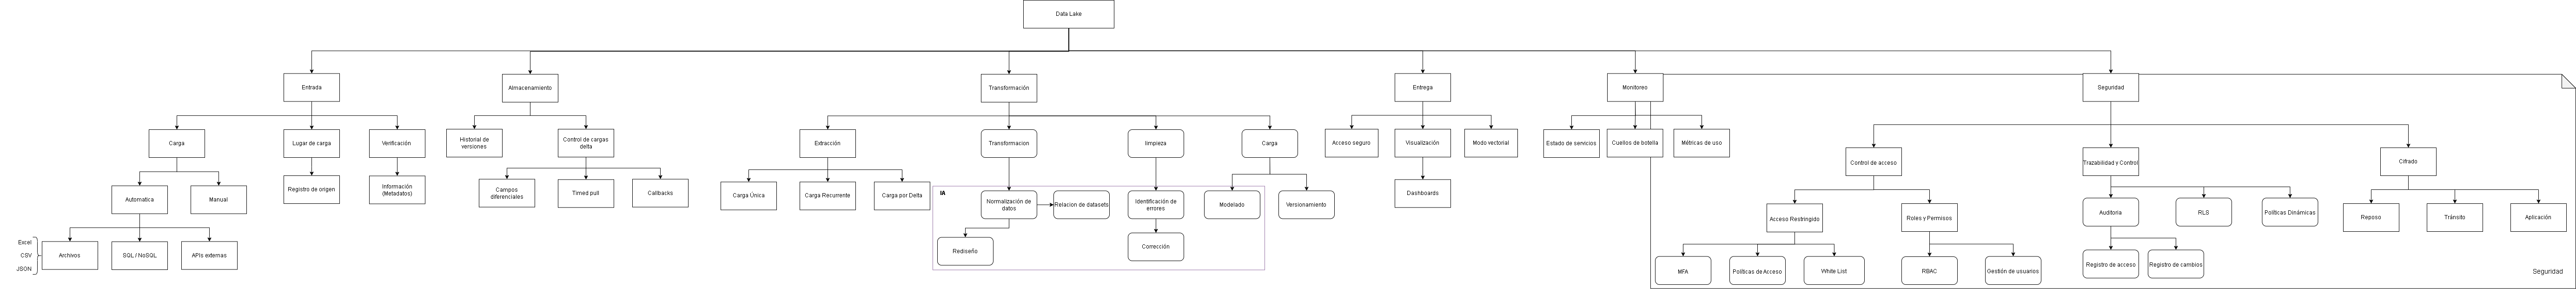 Data Lake
Entrada
Almacenamiento
Transformación
Entrega
Monitoreo
Seguridad
Carga
Lugar de carga
Verificación
Historial de
versiones
Control de cargas
delta
Extracción
Transformacion
limpieza
Carga
Acceso seguro
Visualización
Modo vectorial
Estado de servicios
Cuellos de botella
Métricas de uso
Control de acceso
Trazabilidad y Control
Cifrado
Automatica
Manual
Registro de origen
Información
(Metadatos)
Campos
diferenciales
Timed pull
Callbacks
Carga Única
Carga Recurrente
Carga por Delta
IA
Normalización de
datos
Relacion de datasets
Identificación de
errores
Modelado
Versionamiento
Dashboards
Acceso Restringido
Roles y Permisos
Auditoria
RLS
Políticas Dinámicas
Reposo
Tránsito
Aplicación
Excel
CSV
JSON
Archivos
SQL / NoSQL
APIs externas
Rediseño
Corrección
MFA
Políticas de Acceso
White List
RBAC
Gestión de usuarios
Registro de acceso
Registro de cambios
Seguridad